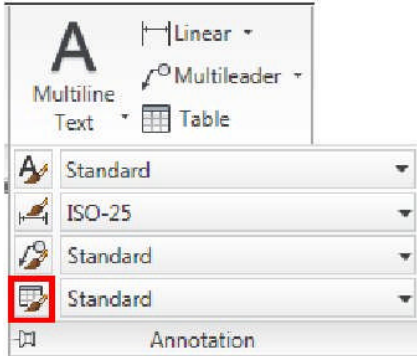 A
Multiline
Text
Linear
Multileader
Table
Standard
ISO-25
Standard
Standard
Annotation